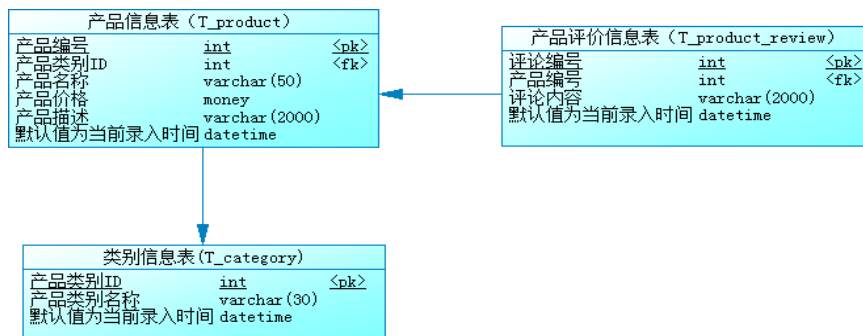 产品信息表（T_product）
产品编号 int <pk>
产品类别ID int <fk>
产品名称 varchar(50)
产品价格 money
产品描述 varchar(2000)
默认值为当前录入时间 datetime
产品评价信息表（T_product_review）
评论编号 int <pk>
产品编号 int <fk>
评论内容 varchar(2000)
默认值为当前录入时间 datetime
类别信息表(T_category)
产品类别ID int <pk>
产品类别名称 varchar(30)
默认值为当前录入时间 datetime